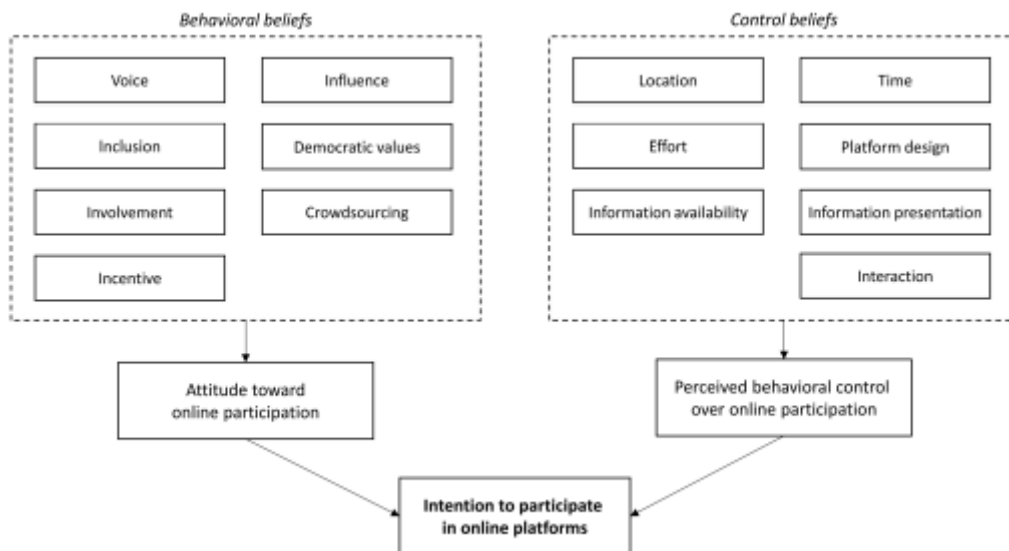 Behavioral beliefs
Control beliefs
Voice
Influence
Inclusion
Democratic values
Involvement
Crowdsourcing
Incentive
Location
Time
Effort
Platform design
Information availability
Information presentation
Interaction
Attitude toward
online participation
Perceived behavioral control
over online participation
Intention to participate
in online platforms